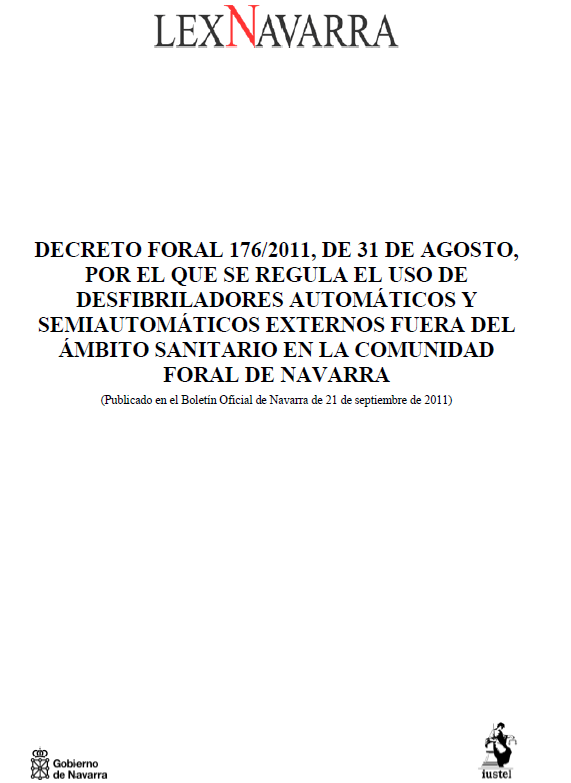 LEXNAVARRA
DECRETO FORAL 176/2011, DE 31 DE AGOSTO,
POR EL QUE SE REGULA EL USO DE
DESFIBRILADORES AUTOMÁTICOS Y
SEMIAUTOMÁTICOS EXTERNOS FUERA DEL
ÁMBITO SANITARIO EN LA COMUNIDAD
FORAL DE NAVARRA
(Publicado en el Boletín Oficial de Navarra de 21 de septiembre de 2011)
Gobierno
de Navarra
iustel